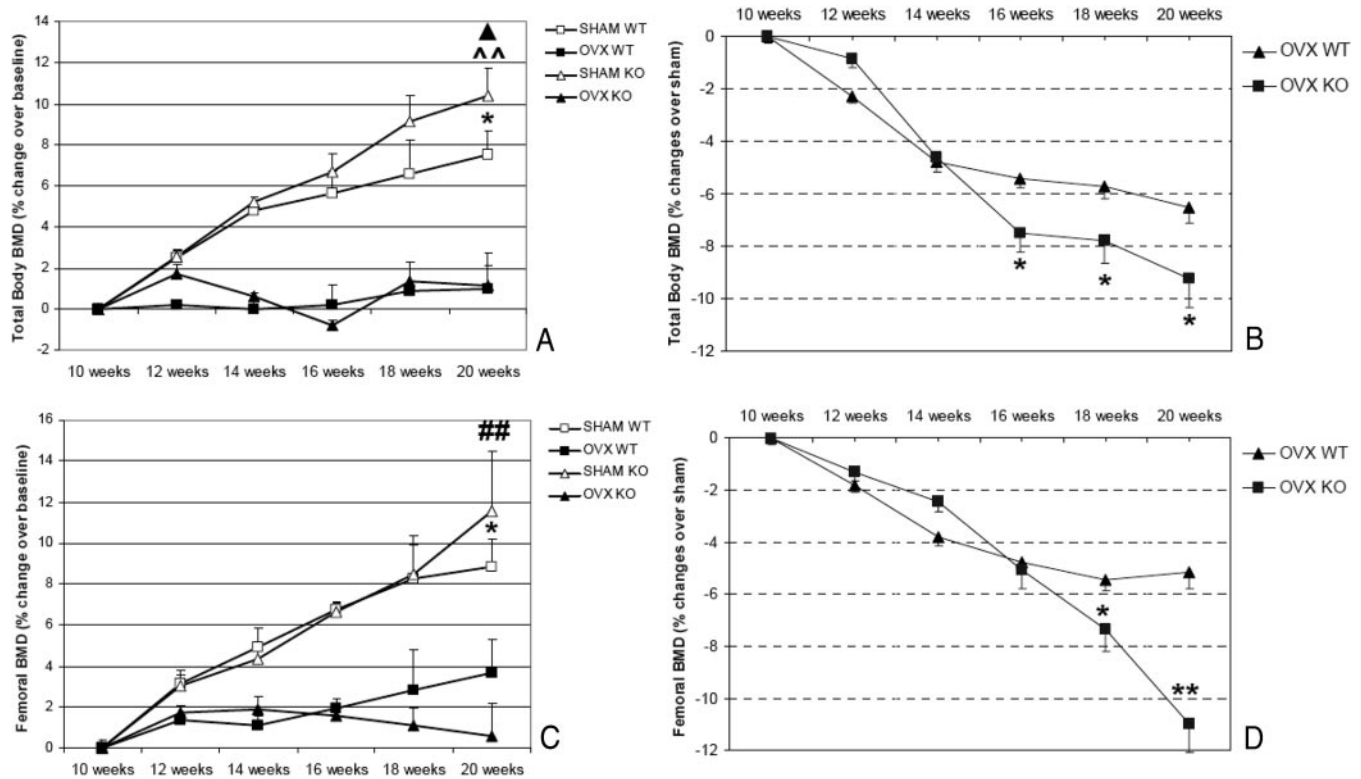 SHAM WT
OVX WT
SHAM KO
OVX KO
^^
*
Total Body BMD (% change over baseline)
14
12
10
8
6
4
2
0
-2
10 weeks 12 weeks 14 weeks 16 weeks 18 weeks 20 weeks
A
10 weeks 12 weeks 14 weeks 16 weeks 18 weeks 20 weeks
OVX WT
OVX KO
Total Body BMD (% changes over sham)
0
-2
-4
-6
-8
-10
-12
*
*
*
B
SHAM WT
OVX WT
SHAM KO
OVX KO
##
*
Femoral BMD (% change over baseline)
16
14
12
10
8
6
4
2
0
10 weeks 12 weeks 14 weeks 16 weeks 18 weeks 20 weeks
C
10 weeks 12 weeks 14 weeks 16 weeks 18 weeks 20 weeks
OVX WT
OVX KO
Femoral BMD (% changes over sham)
0
-2
-4
-6
-8
-10
-12
*
**
D